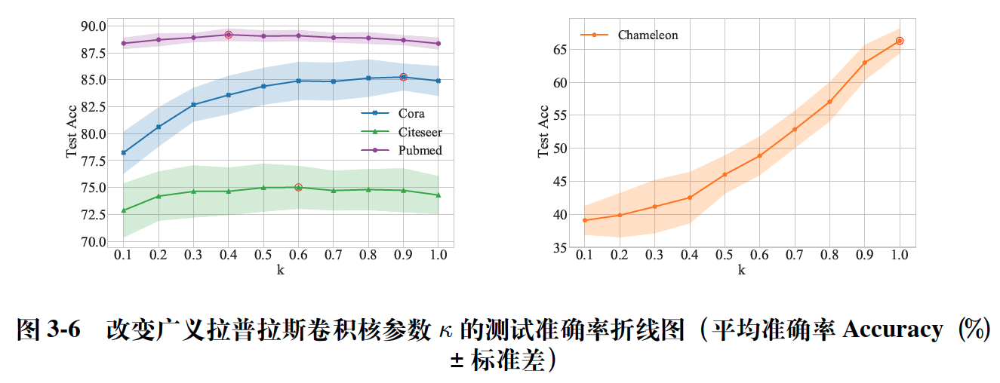 90.0
87.5
85.0
82.5
80.0
77.5
75.0
72.5
70.0
Test Acc
Cora
Citeseer
Pubmed
0.1 0.2 0.3 0.4 0.5 0.6 0.7 0.8 0.9 1.0
k
65
60
55
50
45
40
35
Test Acc
Chameleon
0.1 0.2 0.3 0.4 0.5 0.6 0.7 0.8 0.9 1.0
k
图 3-6 改变广义拉普拉斯卷积核参数 κ 的测试准确率折线图（平均准确率 Accuracy（%）
± 标准差）